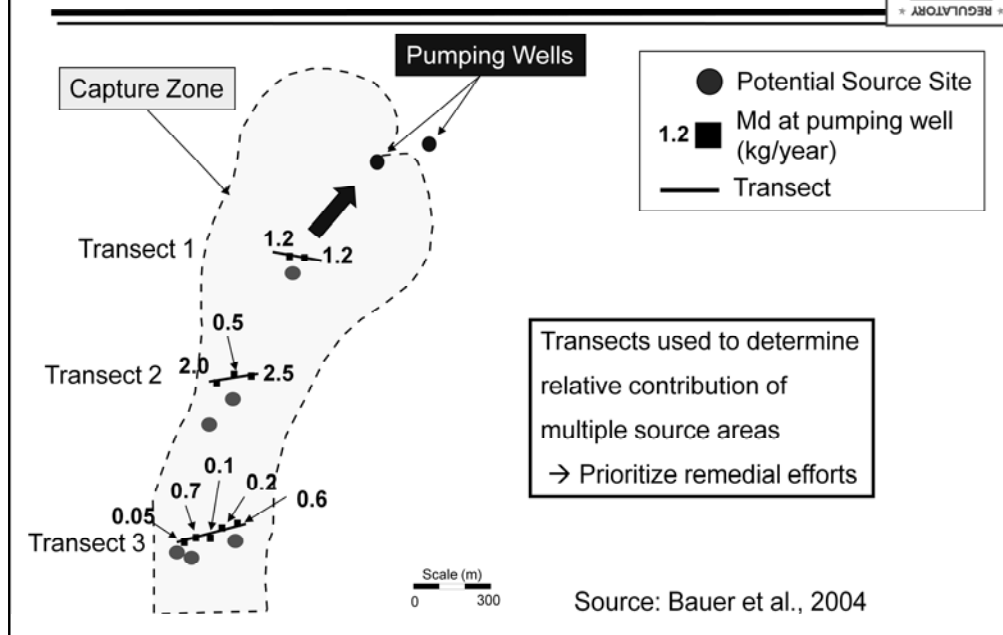 REGULATORY
Pumping Wells
Capture Zone
Potential Source Site
1.2 Md at pumping well
(kg/year)
Transect
Transect 1
1.2
1.2
0.5
Transect 2
2.0
2.5
Transects used to determine
relative contribution of
multiple source areas
→ Prioritize remedial efforts
0.1
0.7
0.2
0.6
0.05
Transect 3
Scale (m)
0 300
Source: Bauer et al., 2004